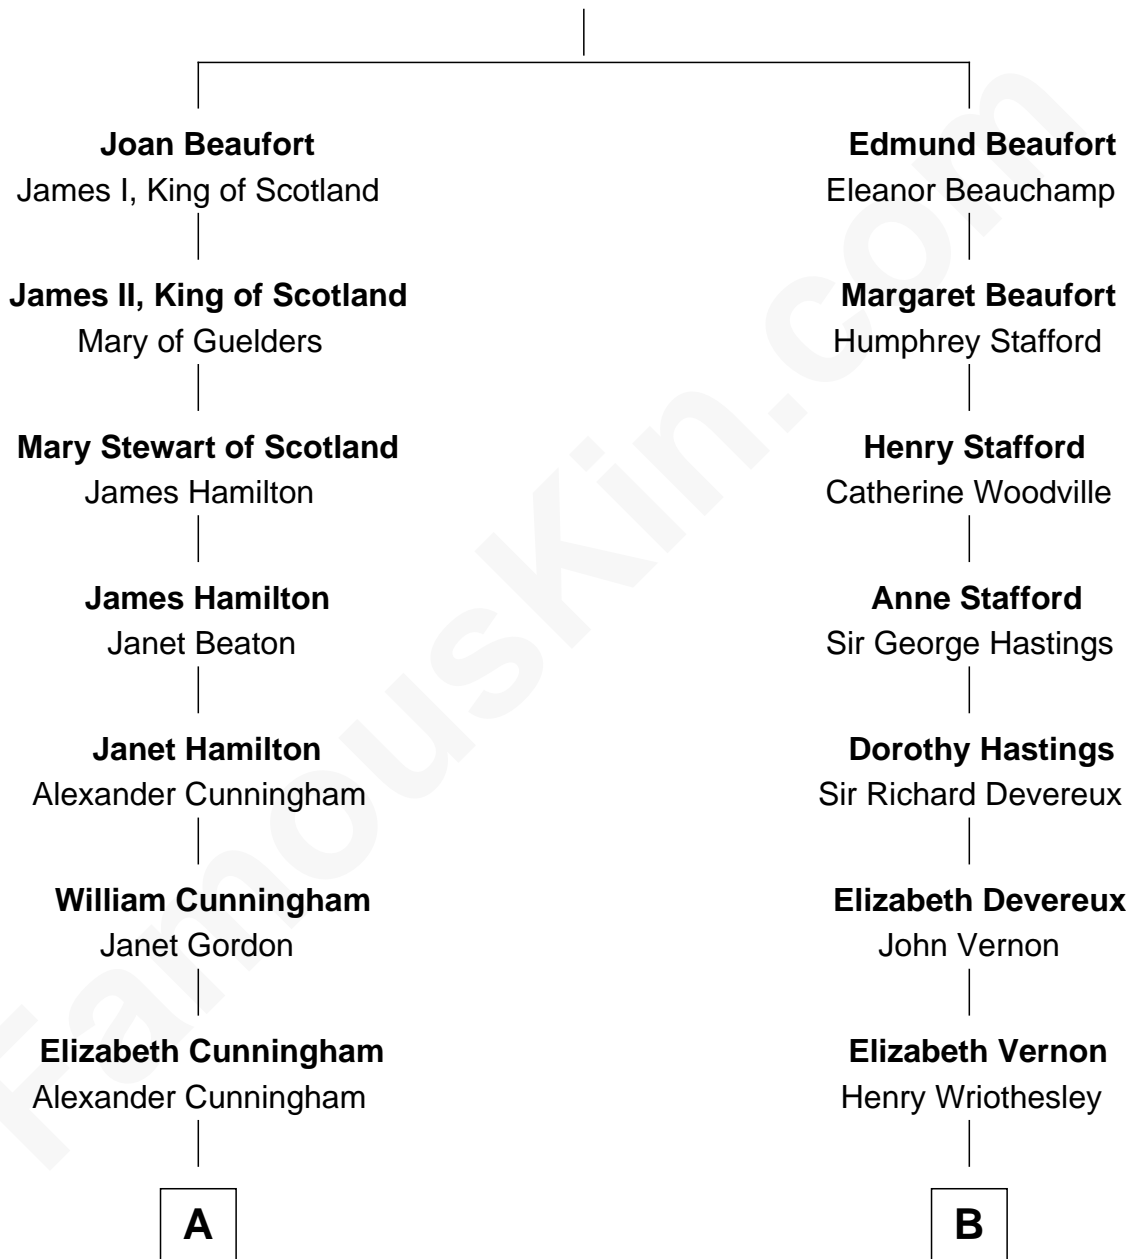 Joan Beaufort
James I, King of Scotland
James II, King of Scotland
Mary of Guelders
Mary Stewart of Scotland
James Hamilton
James Hamilton
Janet Beaton
Janet Hamilton
Alexander Cunningham
William Cunningham
Janet Gordon
Elizabeth Cunningham
Alexander Cunningham
A
Edmund Beaufort
Eleanor Beauchamp
Margaret Beaufort
Humphrey Stafford
Henry Stafford
Catherine Woodville
Anne Stafford
Sir George Hastings
Dorothy Hastings
Sir Richard Devereux
Elizabeth Devereux
John Vernon
Elizabeth Vernon
Henry Wriothesley
B
FamousKin.com